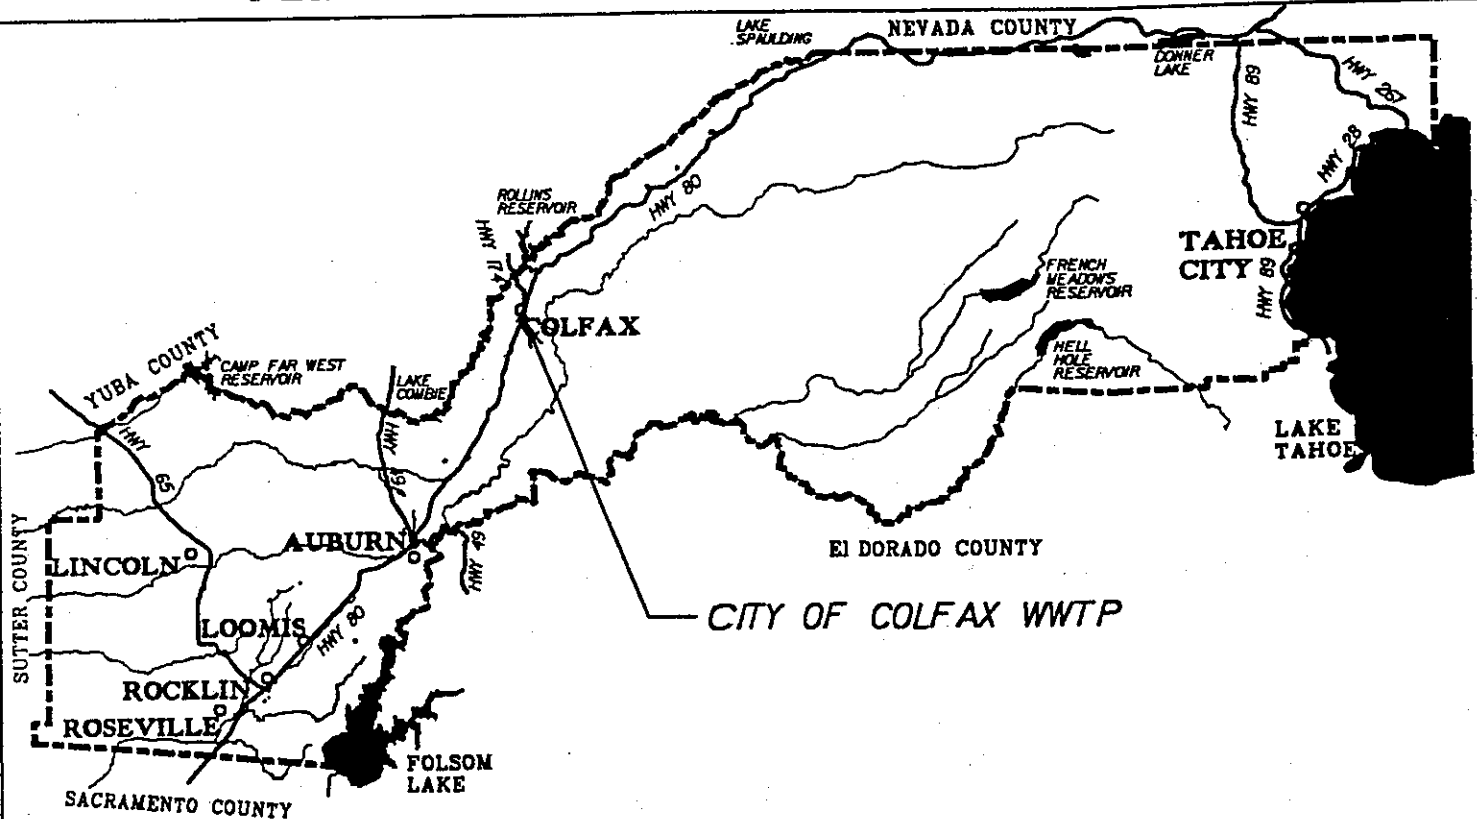 LAKE
SPAULDING
NEVADA COUNTY
DONNER
LAKE
HWY 89
HWY 267
HWY 28
ROLLINS
RESERVOIR
HWY 174
HWY 80
TAHOE
CITY
HWY 89
FRENCH
MEADOWS
RESERVOIR
COLFAX
HELL
HOLE
RESERVOIR
YUBA COUNTY
CAMP FAR WEST
RESERVOIR
LAKE
COMBIE
HWY
65
HWY
49
LAKE
TAHOE
SUTTER COUNTY
LINCOLN
AUBURN
HWY 49
El DORADO COUNTY
CITY OF COLFAX WWTP
LOOMIS
HWY 80
ROCKLIN
ROSEVILLE
FOLSOM
LAKE
SACRAMENTO COUNTY